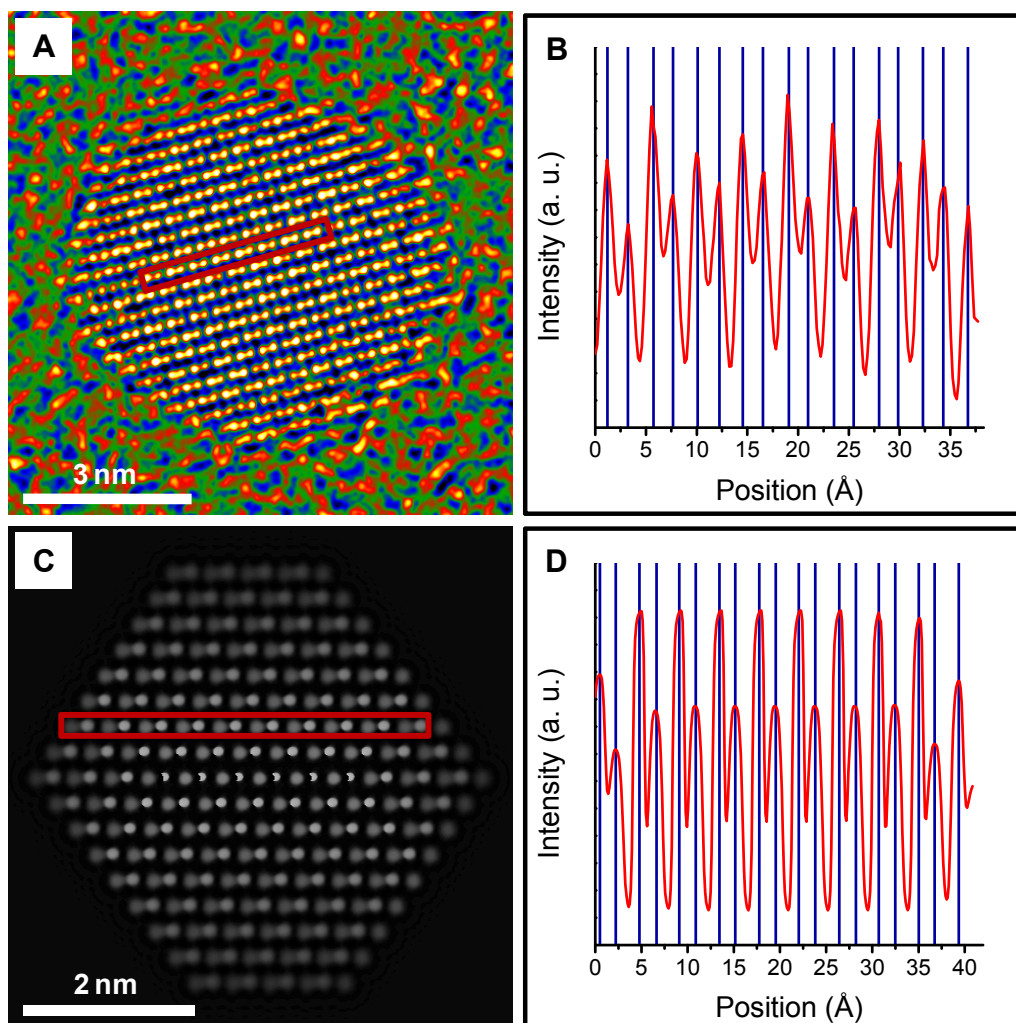 A
3 nm
B
Intensity (a. u.)
0 5 10 15 20 25 30 35
Position (Å)
C
2 nm
D
Intensity (a. u.)
0 5 10 15 20 25 30 35 40
Position (Å)